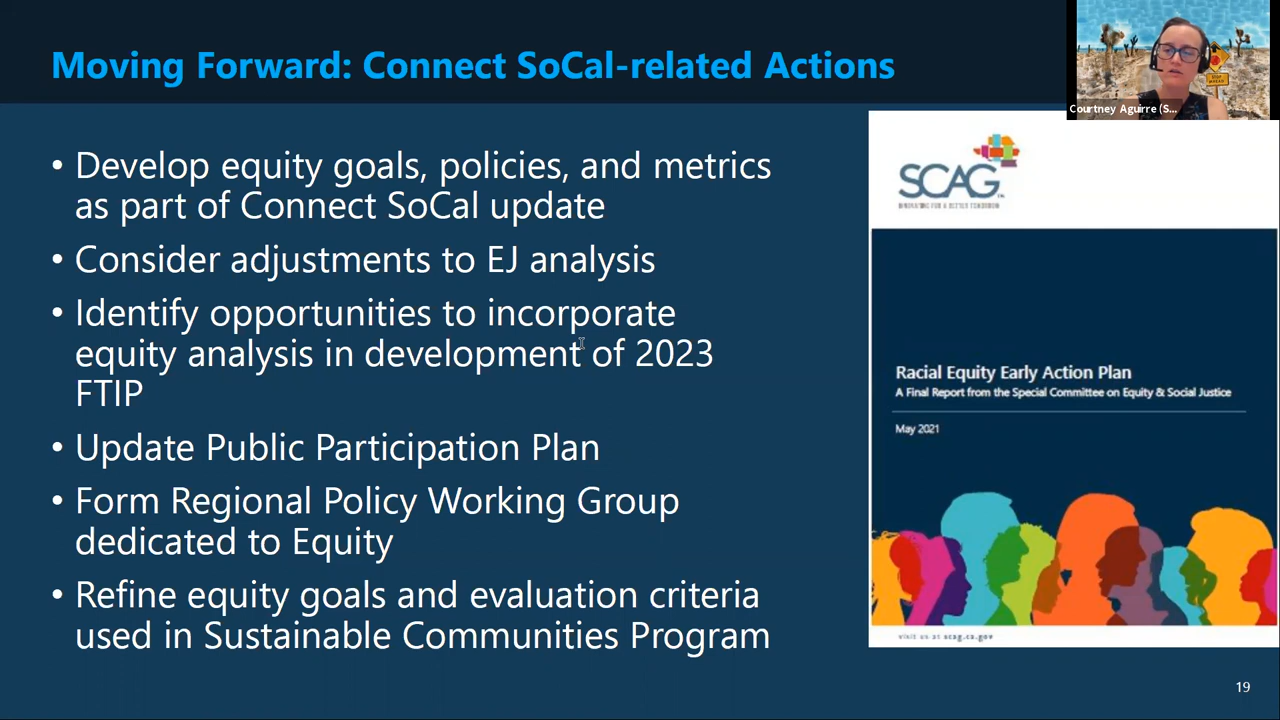 Moving Forward: Connect SoCal-related Actions
Courtney Aguirre (S...
• Develop equity goals, policies, and metrics
as part of Connect SoCal update
• Consider adjustments to EJ analysis
• Identify opportunities to incorporate
equity analysis in development of 2023
FTIP
• Update Public Participation Plan
• Form Regional Policy Working Group
dedicated to Equity
• Refine equity goals and evaluation criteria
used in Sustainable Communities Program
SCAG
INNOVATING FOR A BETTER TOMORROW
Racial Equity Early Action Plan
A Final Report from the Special Committee on Equity & Social Justice
May 2021
visit us at scag.ca.gov
19